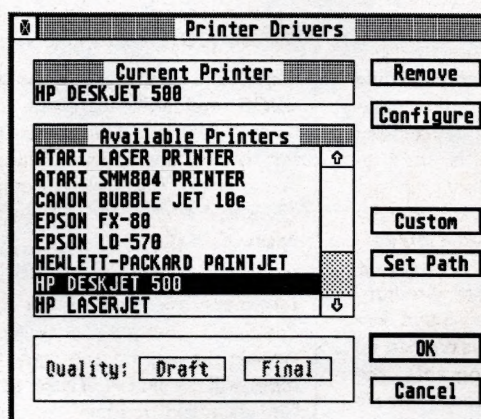 Printer Drivers
Current Printer
HP DESKJET 500
Remove
Configure
Available Printers
ATARI LASER PRINTER
ATARI SMM804 PRINTER
CANON BUBBLE JET 10e
EPSON FX-80
EPSON LQ-570
HEWLETT-PACKARD PAINTJET
HP DESKJET 500
HP LASERJET
Custom
Set Path
Quality: Draft Final
OK
Cancel